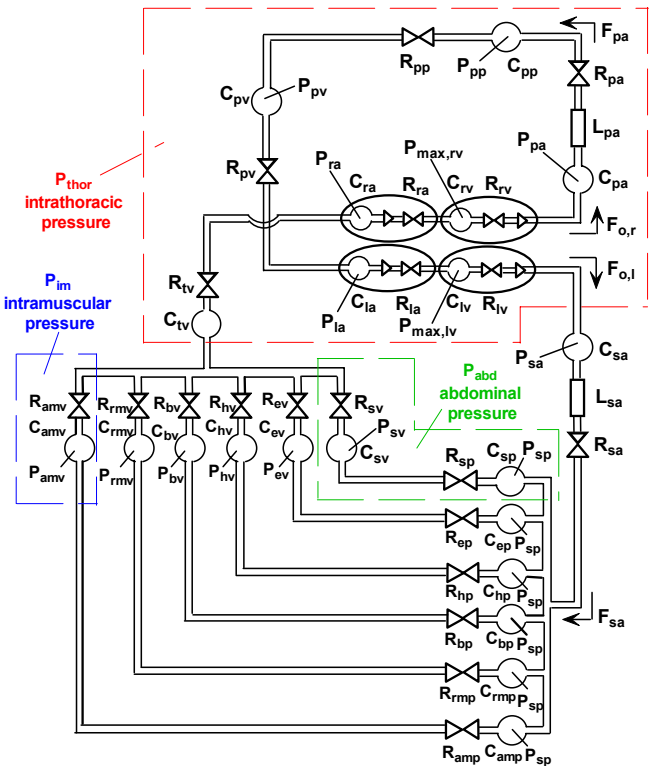 F_pa
R_pp
P_pp
C_pp
R_pa
C_pv
P_pv
L_pa
P_pa
C_pa
R_pv
P_max,rv
P_ra
C_ra
R_ra
C_rv
R_rv
P_thor
intrathoracic
pressure
F_o,r
F_o,l
R_tv
C_tv
P_la
C_la
R_la
P_max,lv
C_lv
R_lv
P_im
intramuscular
pressure
P_sa
C_sa
P_abd
abdominal
pressure
L_sa
R_sa
R_amv
R_rmv
R_bv
R_hv
R_ev
R_sv
C_amv
C_rmv
C_bv
C_hv
C_ev
P_sv
C_sv
P_amv
P_rmv
P_bv
P_hv
P_ev
R_sp
C_sp
P_sp
R_ep
C_ep
P_sp
R_hp
C_hp
P_sp
F_sa
R_bp
C_bp
P_sp
R_rmp
C_rmp
P_sp
R_amp
C_amp
P_sp